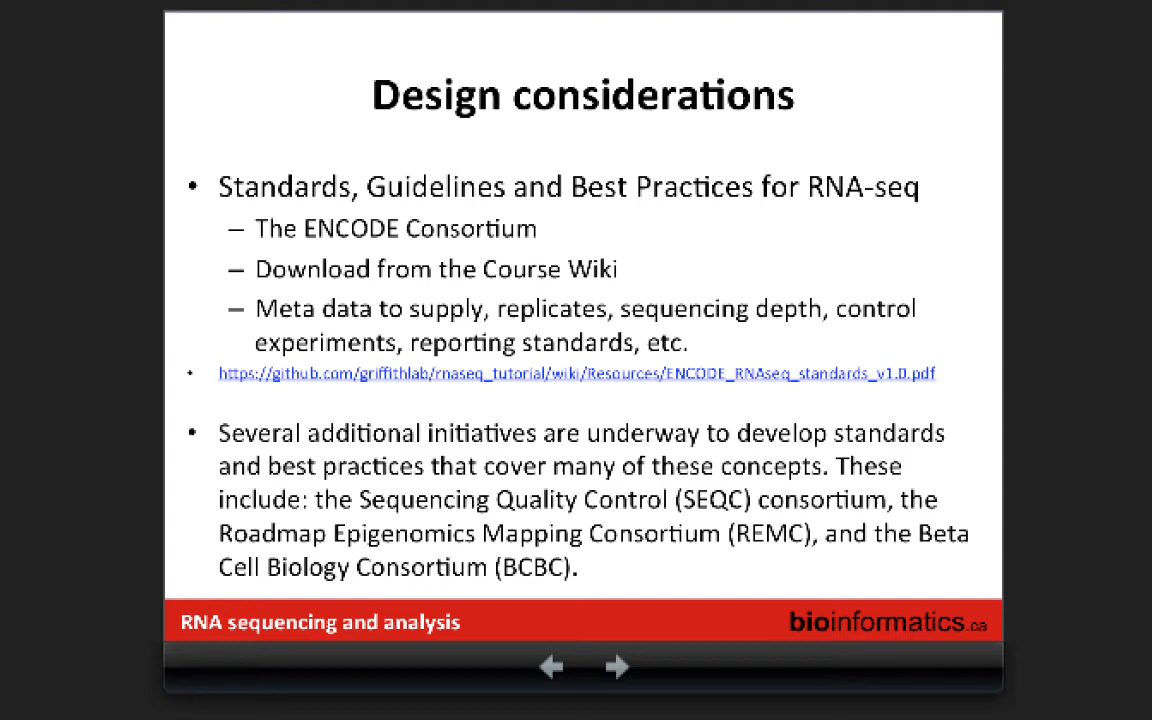 Design considerations
• Standards, Guidelines and Best Practices for RNA-seq
– The ENCODE Consortium
– Download from the Course Wiki
– Meta data to supply, replicates, sequencing depth, control
experiments, reporting standards, etc.
• https://github.com/griffithlab/rnaseq_tutorial/wiki/Resources/ENCODE_RNAseq_standards_v1.0.pdf
• Several additional initiatives are underway to develop standards
and best practices that cover many of these concepts. These
include: the Sequencing Quality Control (SEQC) consortium, the
Roadmap Epigenomics Mapping Consortium (REMC), and the Beta
Cell Biology Consortium (BCBC).
RNA sequencing and analysis
bioinformatics.ca